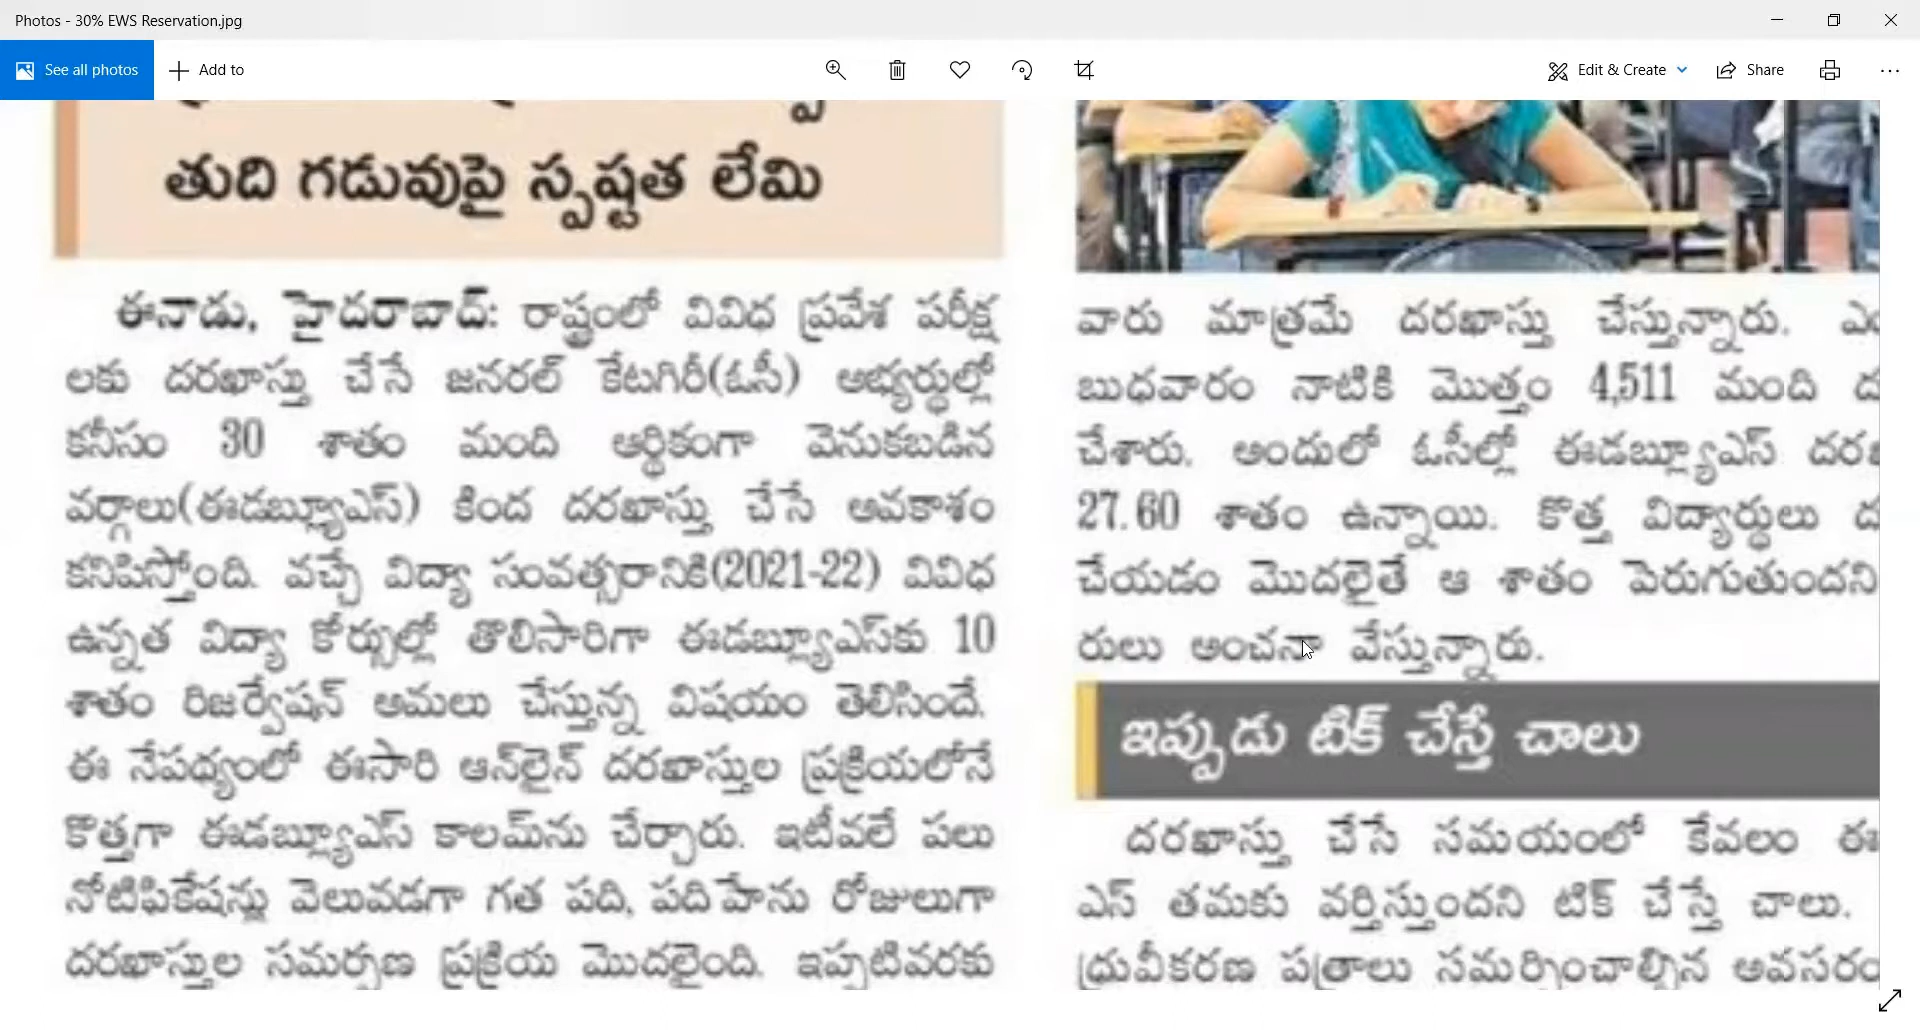 Photos - 30% EWS Reservation.jpg
See all photos
Add to
Edit & Create
Share
తుది గడువుపై స్పష్టత లేమి
ఈనాడు, హైదరాబాద్: రాష్ట్రంలో వివిధ ప్రవేశ పరీక్ష
లకు దరఖాస్తు చేసే జనరల్ కేటగిరీ(ఓసీ) అభ్యర్థుల్లో
కనీసం 30 శాతం మంది ఆర్థికంగా వెనుకబడిన
వర్గాలు(ఈడబ్ల్యూఎస్) కింద దరఖాస్తు చేసే అవకాశం
కనిపిస్తోంది. వచ్చే విద్యా సంవత్సరానికి(2021-22) వివిధ
ఉన్నత విద్యా కోర్సుల్లో తొలిసారిగా ఈడబ్ల్యూఎస్‌కు 10
శాతం రిజర్వేషన్ అమలు చేస్తున్న విషయం తెలిసిందే.
ఈ నేపథ్యంలో ఈసారి ఆన్‌లైన్ దరఖాస్తుల ప్రక్రియలోనే
కొత్తగా ఈడబ్ల్యూఎస్ కాలమ్‌ను చేర్చారు. ఇటీవలే పలు
నోటిఫికేషన్లు వెలువడగా గత పది, పదిహేను రోజులుగా
దరఖాస్తుల సమర్పణ ప్రక్రియ మొదలైంది. ఇప్పటివరకు
వారు మాత్రమే దరఖాస్తు చేస్తున్నారు.
బుధవారం నాటికి మొత్తం 4,511 మంది
చేశారు. అందులో ఓసీల్లో ఈడబ్ల్యూఎస్
27.60 శాతం ఉన్నాయి. కొత్త విద్యార్థులు
చేయడం మొదలైతే ఆ శాతం పెరుగుతుందని
రులు అంచనా వేస్తున్నారు.
ఇప్పుడు టిక్ చేస్తే చాలు
దరఖాస్తు చేసే సమయంలో కేవలం ఈ
ఎస్ తమకు వర్తిస్తుందని టిక్ చేస్తే చాలు.
ధ్రువీకరణ పత్రాలు సమర్పించాల్సిన అవసరం